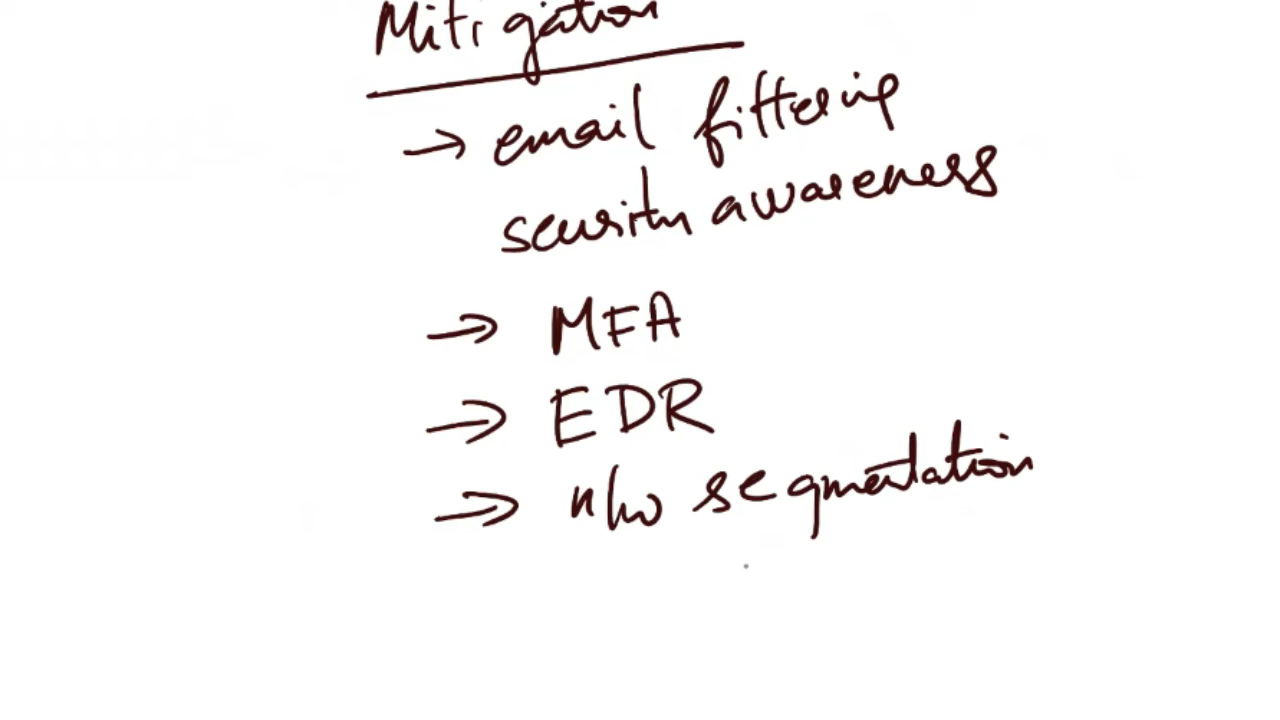 Mitigation
→ email filtering
security awareness
→ MFA
→ EDR
→ n/w segmentation